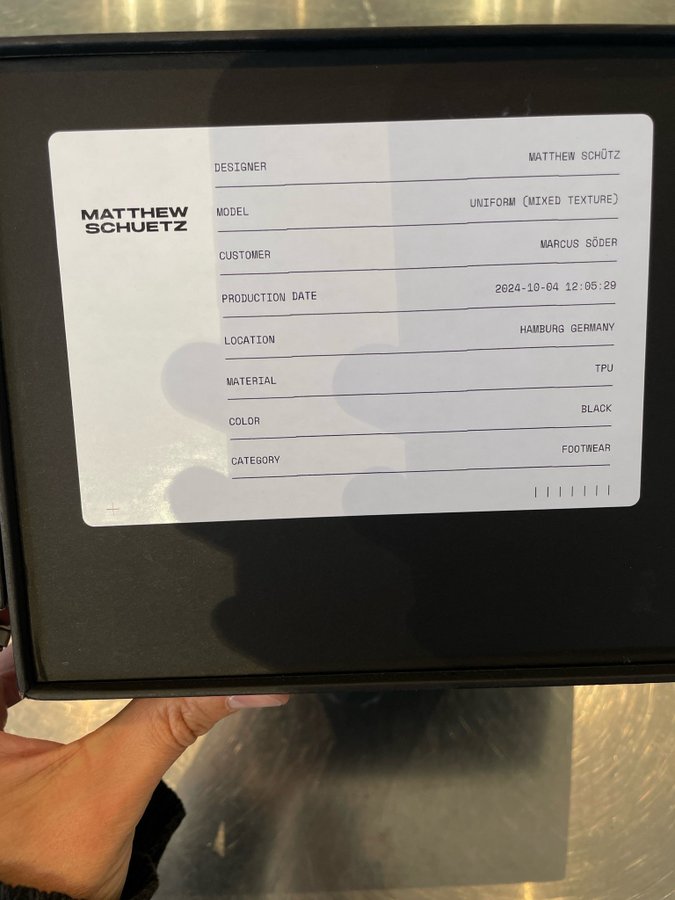 MATTHEW
SCHUETZ
DESIGNER MATTHEW SCHÜTZ
MODEL UNIFORM (MIXED TEXTURE)
CUSTOMER MARCUS SÖDER
PRODUCTION DATE 2024-10-04 12:05:29
LOCATION HAMBURG GERMANY
MATERIAL TPU
COLOR BLACK
CATEGORY FOOTWEAR